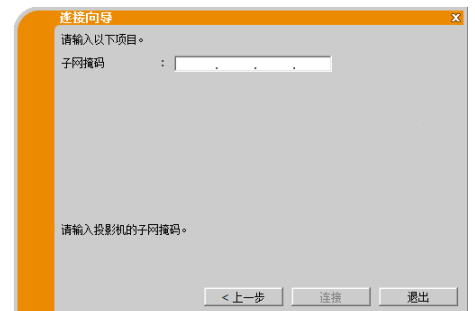 连接向导
请输入以下项目。
子网掩码 : . . .
请输入投影机的子网掩码。
<上一步 连接 退出